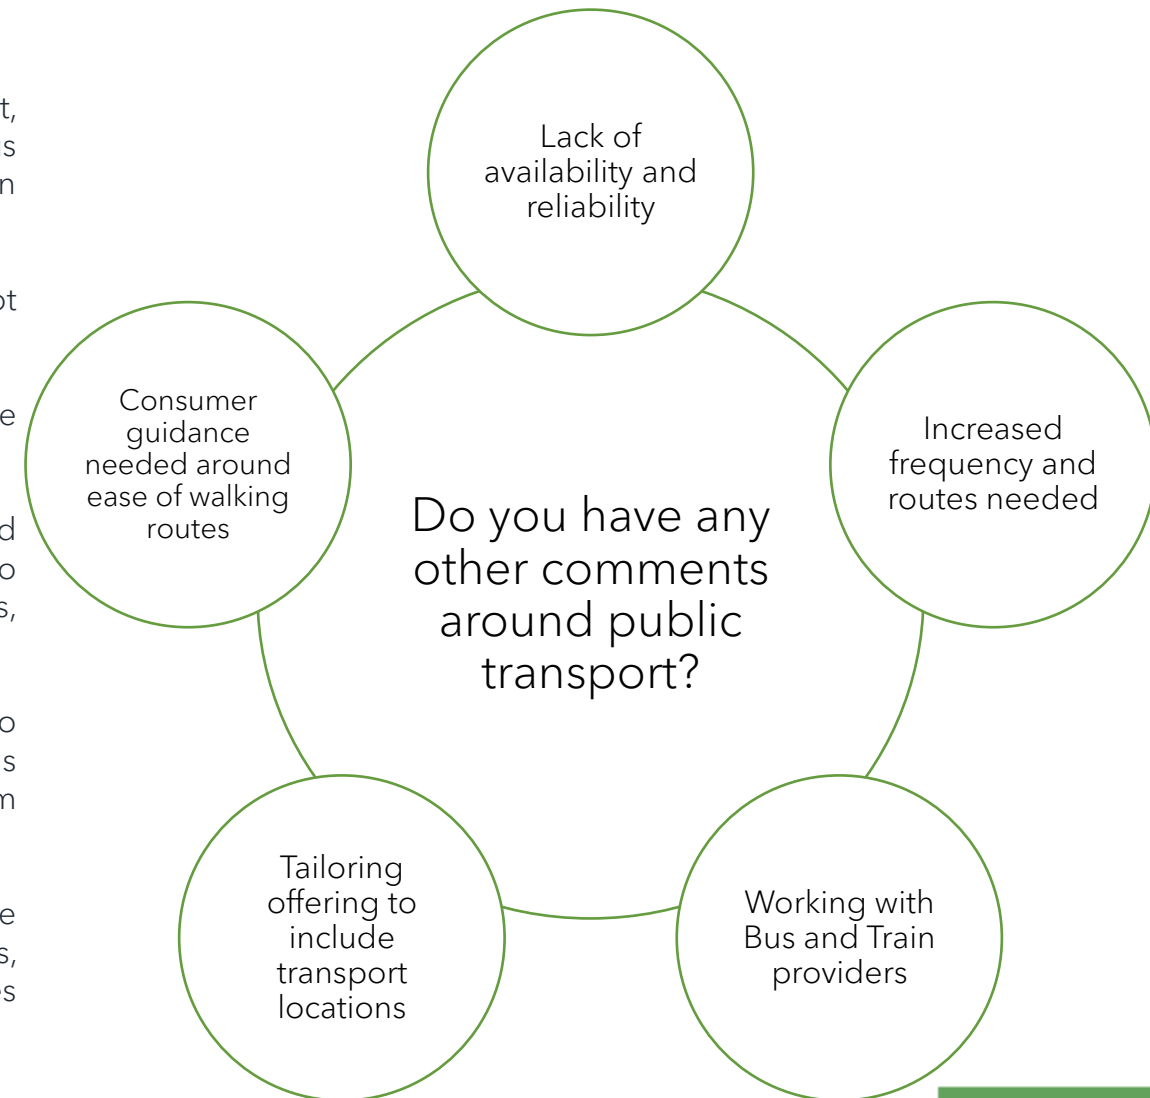 Lack of
availability and
reliability
Increased
frequency and
routes needed
Working with
Bus and Train
providers
Tailoring
offering to
include
transport
locations
Consumer
guidance
needed around
ease of walking
routes
Do you have any
other comments
around public
transport?